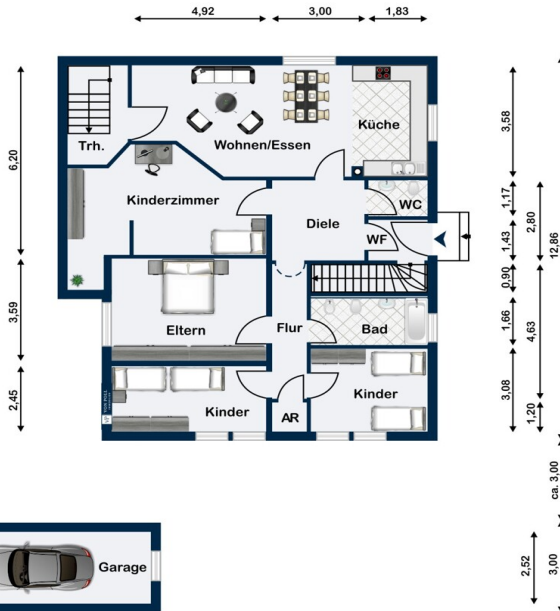 4,92
3,00
1,83
6,20
3,59
2,45
Trh.
Wohnen/Essen
Küche
Kinderzimmer
Diele
WC
WF
Eltern
Flur
Bad
Kinder
AR
Kinder
3,58
1,17
1,43
0,90
1,66
3,08
2,80
4,63
1,20
12,86
ca. 3,00
Garage
2,52
3,00